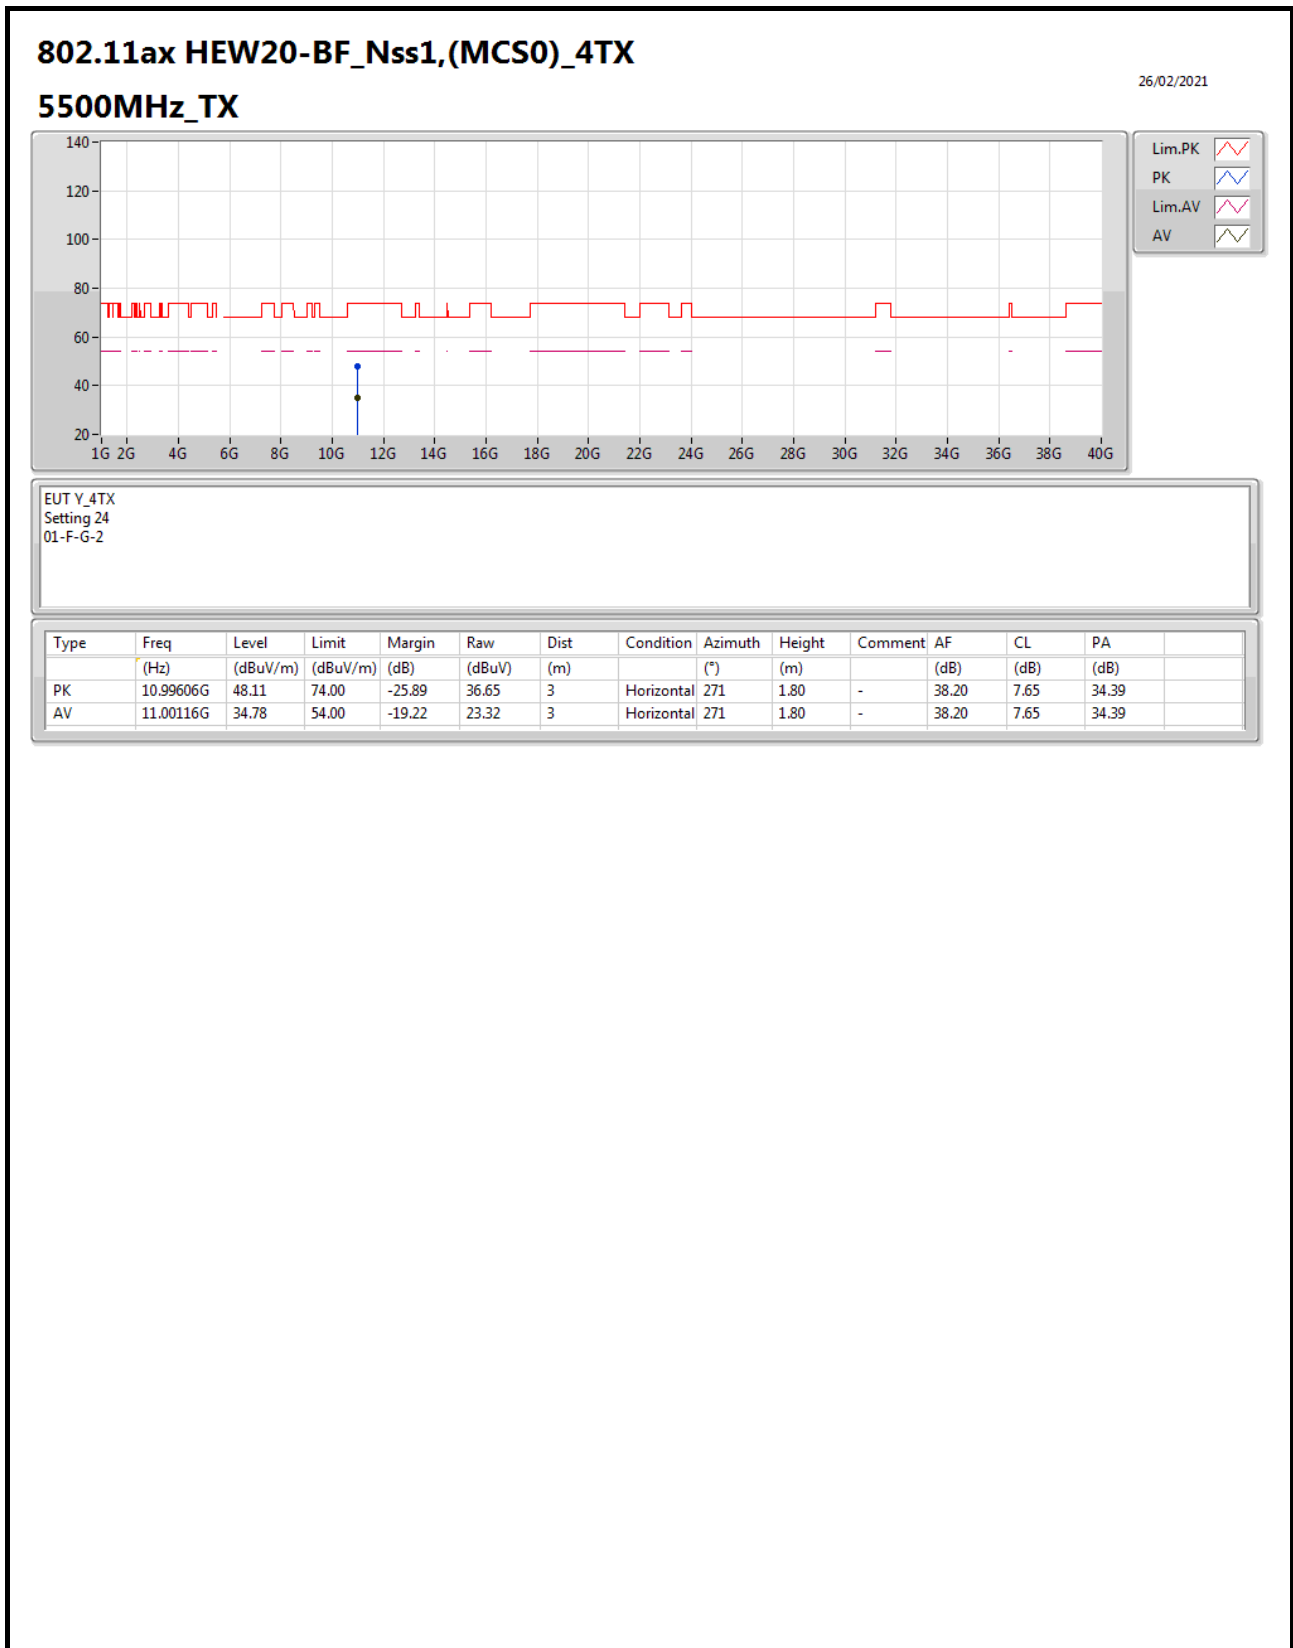 802.11ax HEW20-BF_Nss1,(MCS0)_4TX
26/02/2021
5500MHz_TX
140
120
100
80
60
40
20
1G 2G 4G 6G 8G 10G 12G 14G 16G 18G 20G 22G 24G 26G 28G 30G 32G 34G 36G 38G 40G
Lim.PK
PK
Lim.AV
AV
EUT Y_4TX
Setting 24
01-F-G-2
Type Freq Level Limit Margin Raw Dist Condition Azimuth Height Comment AF CL PA
(Hz) (dBuV/m) (dBuV/m) (dB) (dBuV) (m) (°) (m) (dB) (dB) (dB)
PK 10.99606G 48.11 74.00 -25.89 36.65 3 Horizontal 271 1.80 - 38.20 7.65 34.39
AV 11.00116G 34.78 54.00 -19.22 23.32 3 Horizontal 271 1.80 - 38.20 7.65 34.39